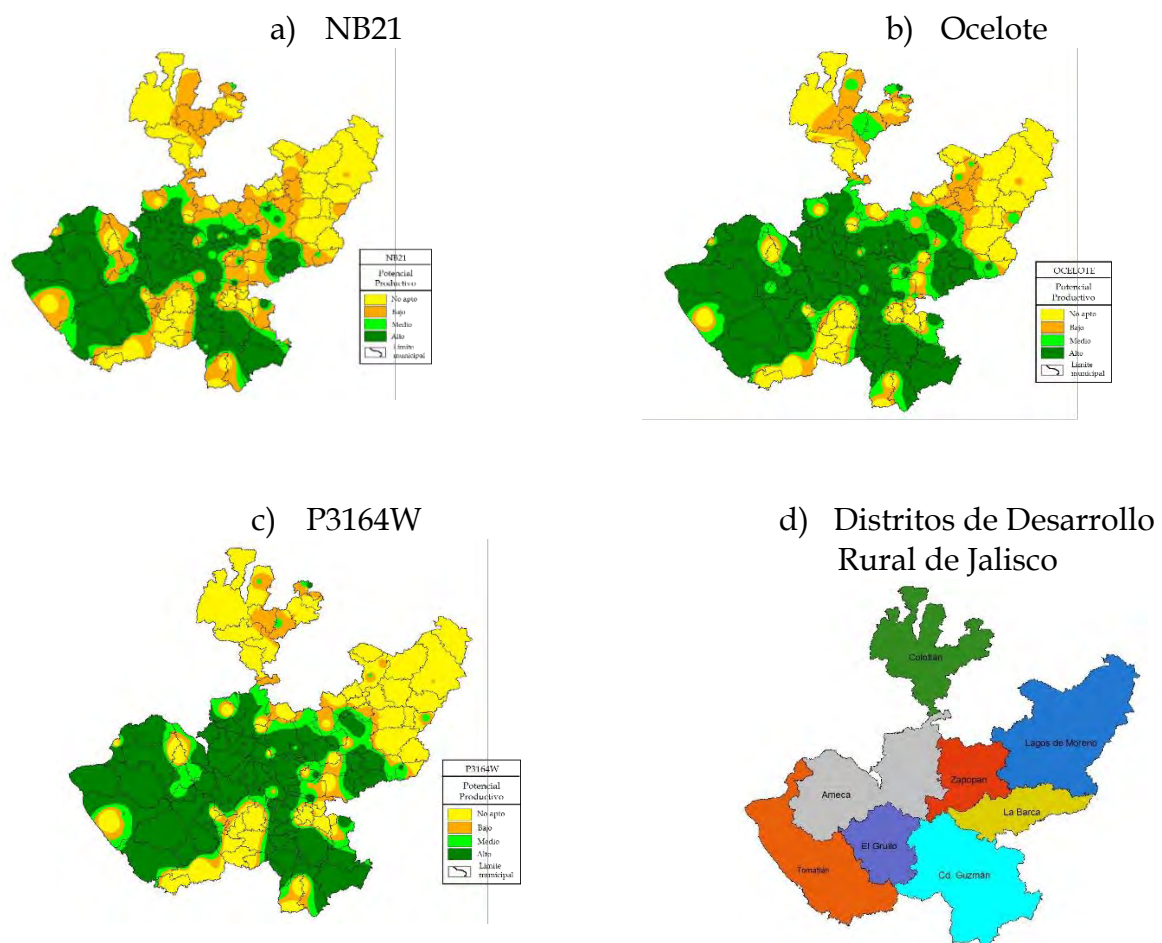 a) NB21
b) Ocelote
NB21
Potencial
Productivo
No apto
Bajo
Medio
Alto
Límite
municipal
OCELOTE
Potencial
Productivo
No apto
Bajo
Medio
Alto
Límite
municipal
c) P3164W
d) Distritos de Desarrollo
Rural de Jalisco
P3164W
Potencial
Productivo
No apto
Bajo
Medio
Alto
Límite
municipal
Colotlán
Lagos de Moreno
Zapopan
Ameca
La Barca
El Grullo
Tomatlán
Cd. Guzmán